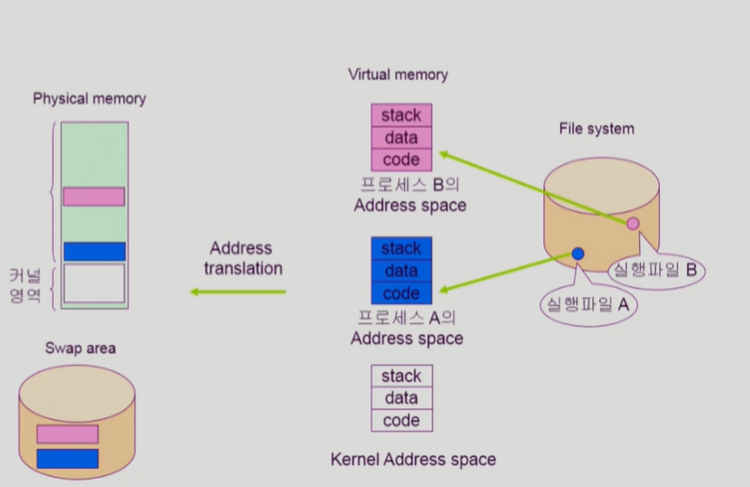 Physical memory
커널
영역
Swap area
Address
translation
Virtual memory
stack
data
code
프로세스 B의
Address space
stack
data
code
프로세스 A의
Address space
stack
data
code
Kernel Address space
File system
실행파일 B
실행파일 A